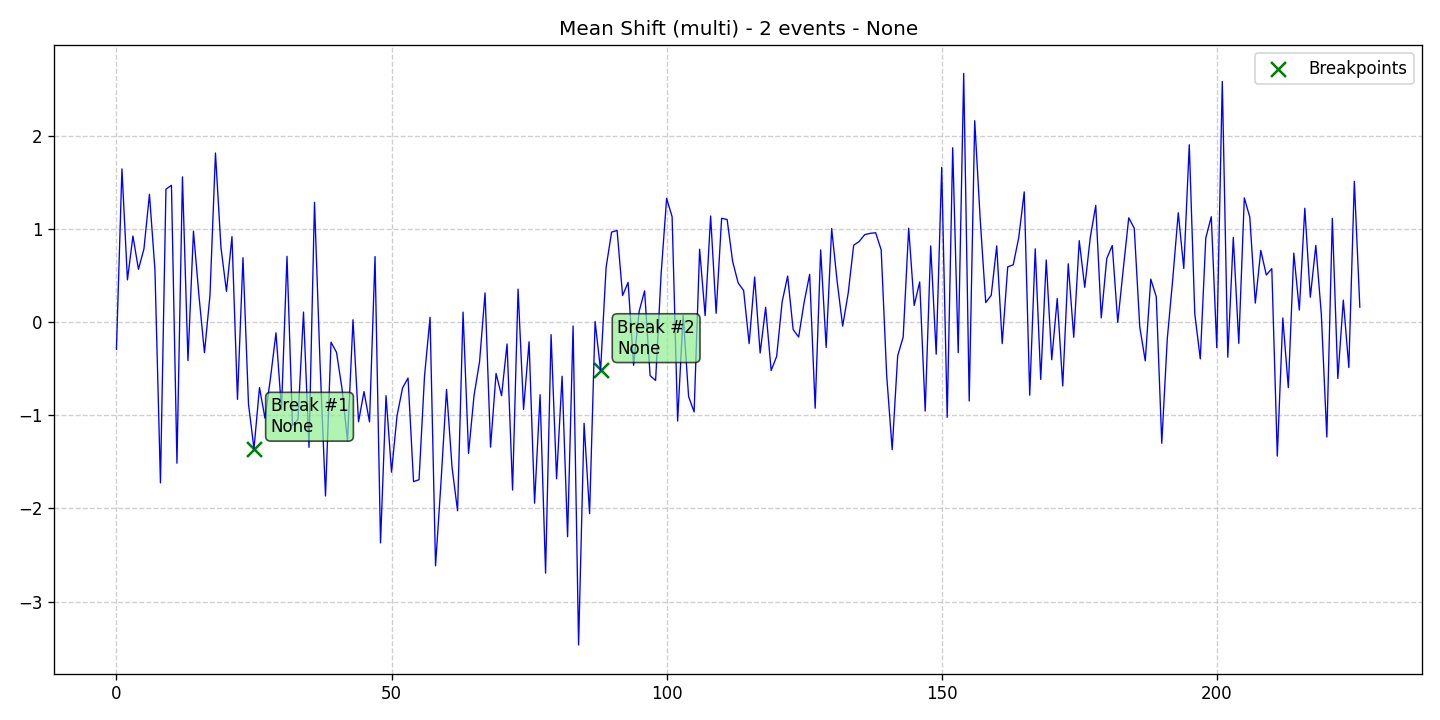 Mean Shift (multi) - 2 events - None
Breakpoints
2
1
0
−1
−2
−3
Break #2
None
Break #1
None
0
50
100
150
200